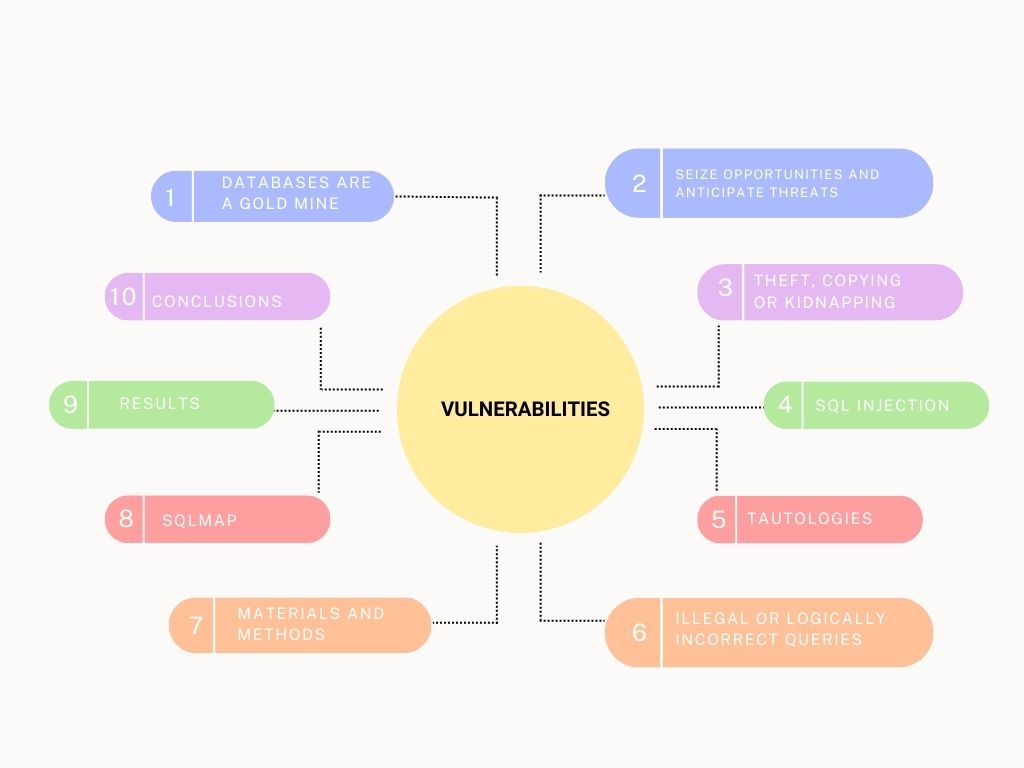 1
DATABASES ARE
A GOLD MINE
2
SEIZE OPPORTUNITIES AND
ANTICIPATE THREATS
10
CONCLUSIONS
3
THEFT, COPYING
OR KIDNAPPING
9
RESULTS
VULNERABILITIES
4
SQL INJECTION
8
SQLMAP
5
TAUTOLOGIES
7
MATERIALS AND
METHODS
6
ILLEGAL OR LOGICALLY
INCORRECT QUERIES